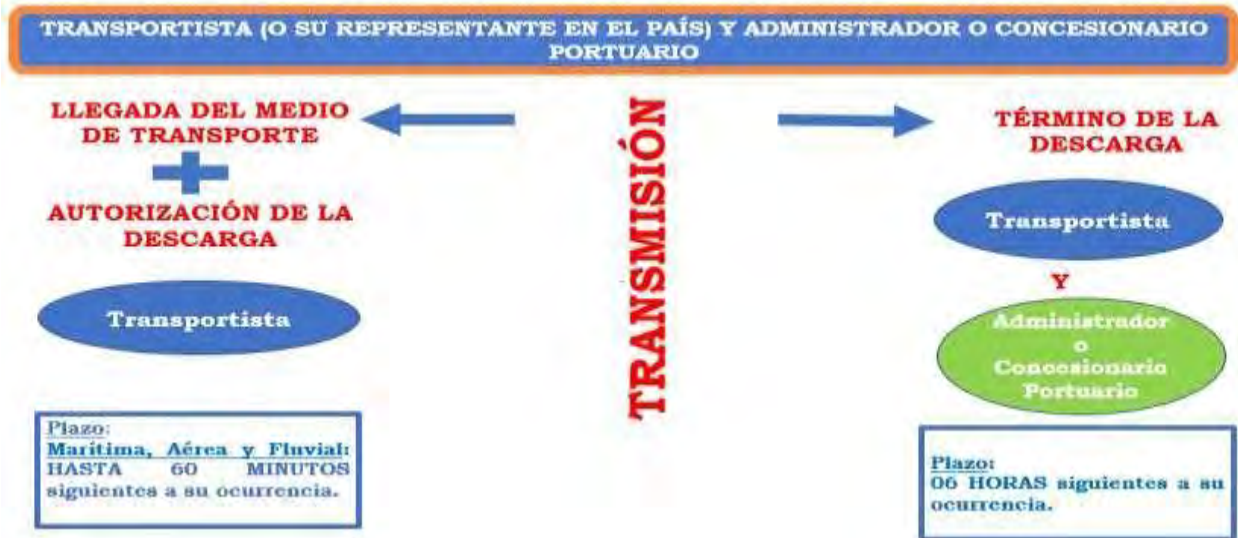 TRANSPORTISTA (O SU REPRESENTANTE EN EL PAÍS) Y ADMINISTRADOR O CONCESIONARIO
PORTUARIO
LLEGADA DEL MEDIO
DE TRANSPORTE
AUTORIZACIÓN DE LA
DESCARGA
Transportista
Plazo:
Marítima, Aérea y Fluvial:
HASTA 60 MINUTOS
siguientes a su ocurrencia.
TRANSMISIÓN
TÉRMINO DE LA
DESCARGA
Transportista
Y
Administrador
o
Concesionario
Portuario
Plazo:
06 HORAS siguientes a su
ocurrencia.